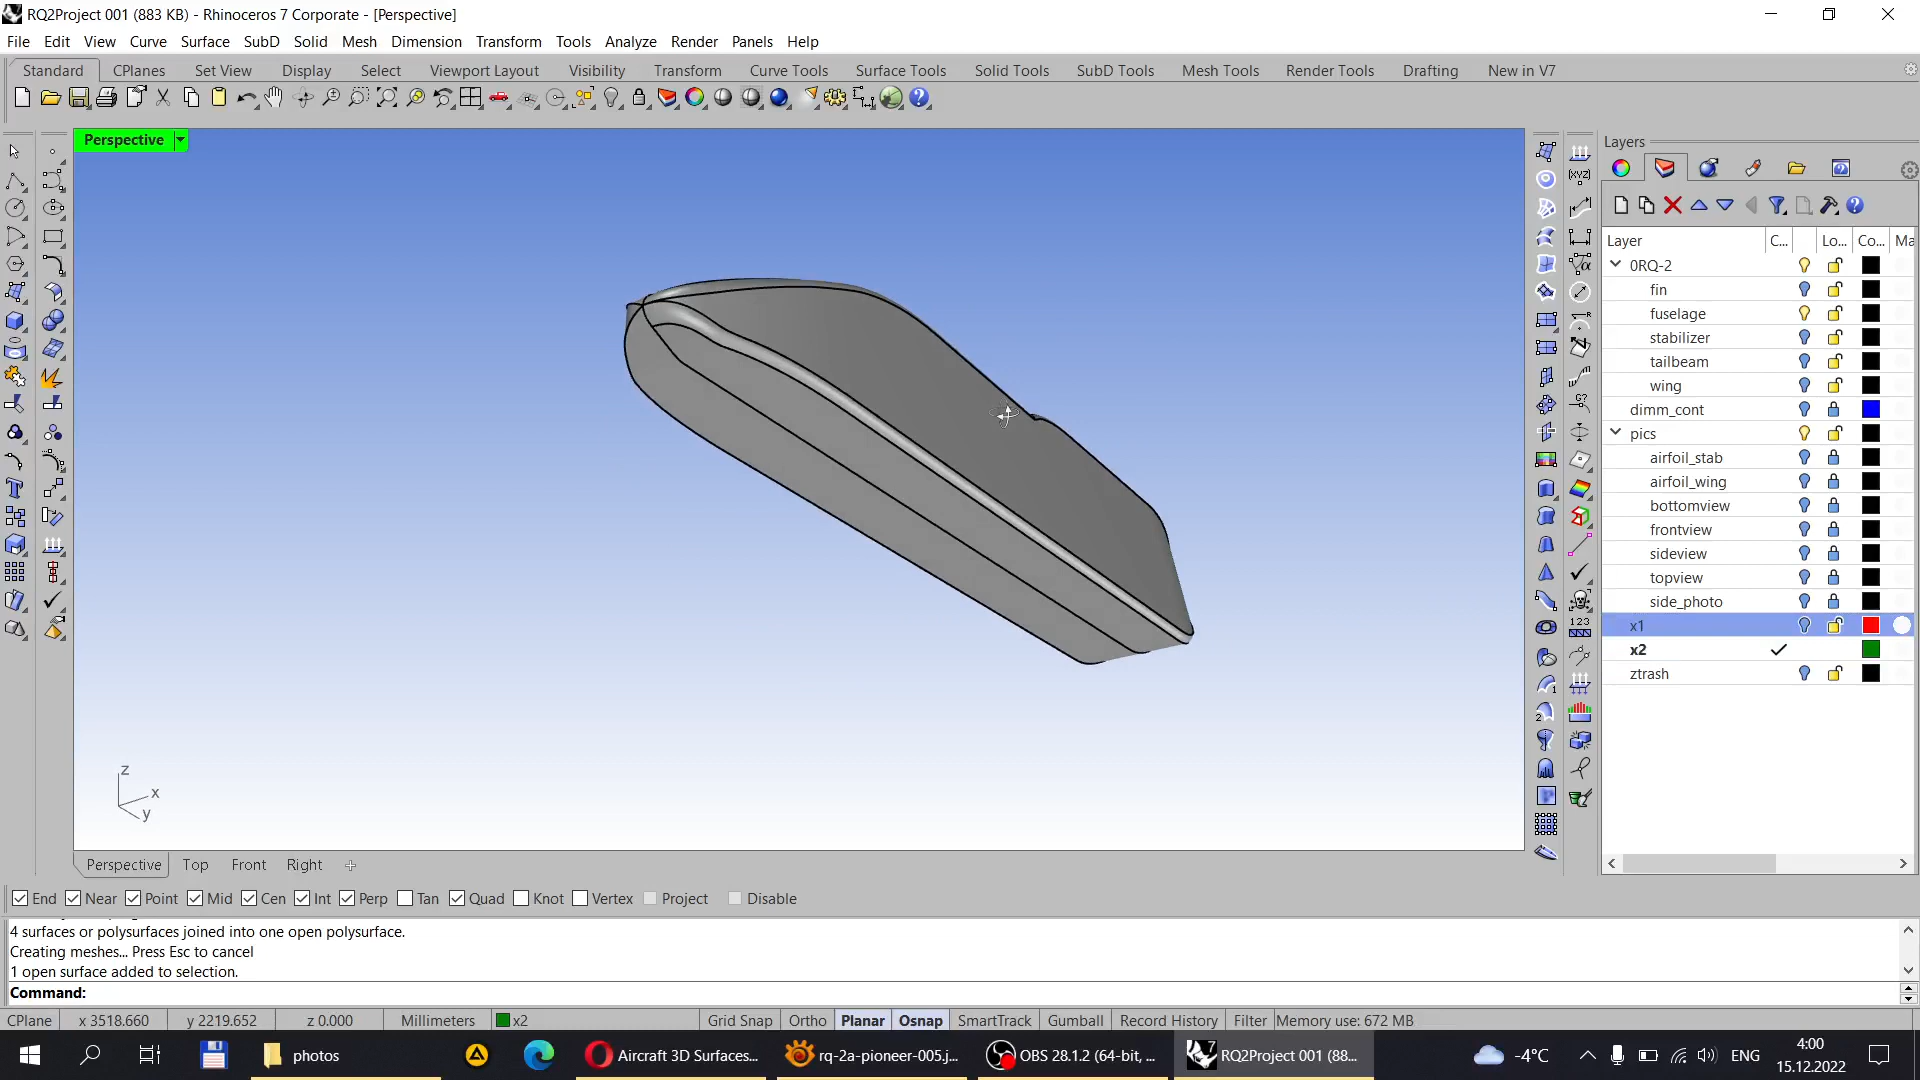 RQ2Project 001 (883 KB) - Rhinoceros 7 Corporate - [Perspective]
File Edit View Curve Surface SubD Solid Mesh Dimension Transform Tools Analyze Render Panels Help
Standard CPlanes Set View Display Select Viewport Layout Visibility Transform Curve Tools Surface Tools Solid Tools SubD Tools Mesh Tools Render Tools Drafting New in V7
Perspective
Layers
Layer C... Lo... Co... Ma
0RQ-2
fin
fuselage
stabilizer
tailbeam
wing
dimm_cont
pics
airfoil_stab
airfoil_wing
bottomview
frontview
sideview
topview
side_photo
x1
x2
ztrash
z
x
y
Perspective Top Front Right
End Near Point Mid Cen Int Perp Tan Quad Knot Vertex Project Disable
4 surfaces or polysurfaces joined into one open polysurface.
Creating meshes... Press Esc to cancel
1 open surface added to selection.
Command:
CPlane x 3518.660 y 2219.652 z 0.000 Millimeters x2 Grid Snap Ortho Planar Osnap SmartTrack Gumball Record History Filter Memory use: 672 MB
photos Aircraft 3D Surfaces... rq-2a-pioneer-005.j... OBS 28.1.2 (64-bit, ... RQ2Project 001 (88... -4°C ENG 4:00
15.12.2022